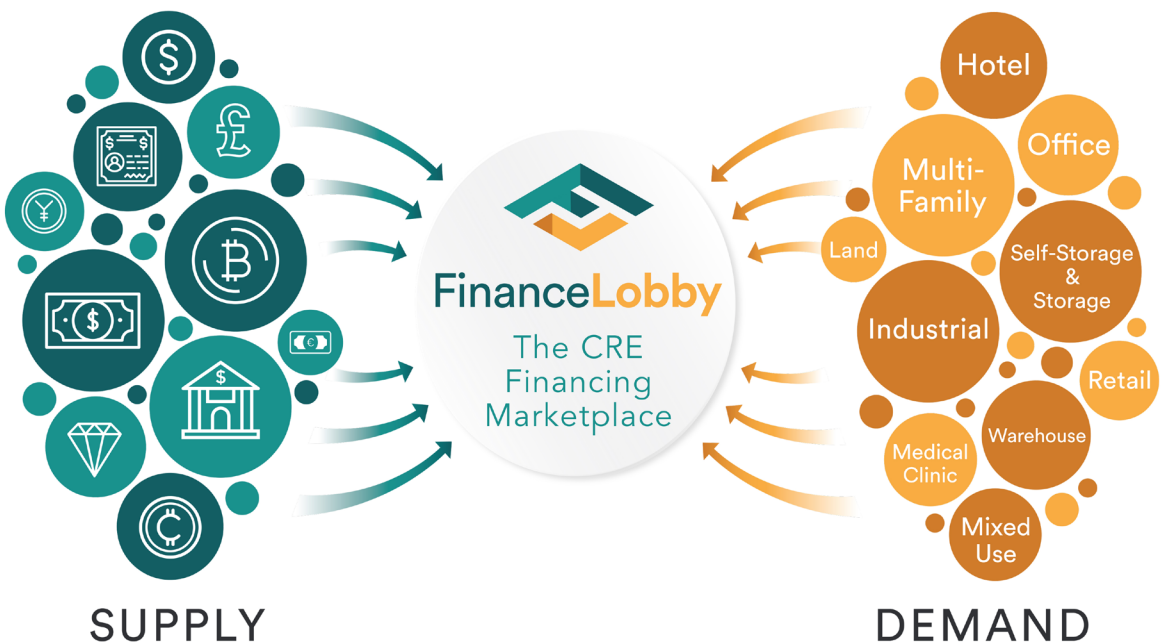 FinanceLobby
The CRE
Financing
Marketplace
SUPPLY
Hotel
Office
Multi-
Family
Land
Self-Storage
&
Storage
Industrial
Retail
Warehouse
Medical
Clinic
Mixed
Use
DEMAND